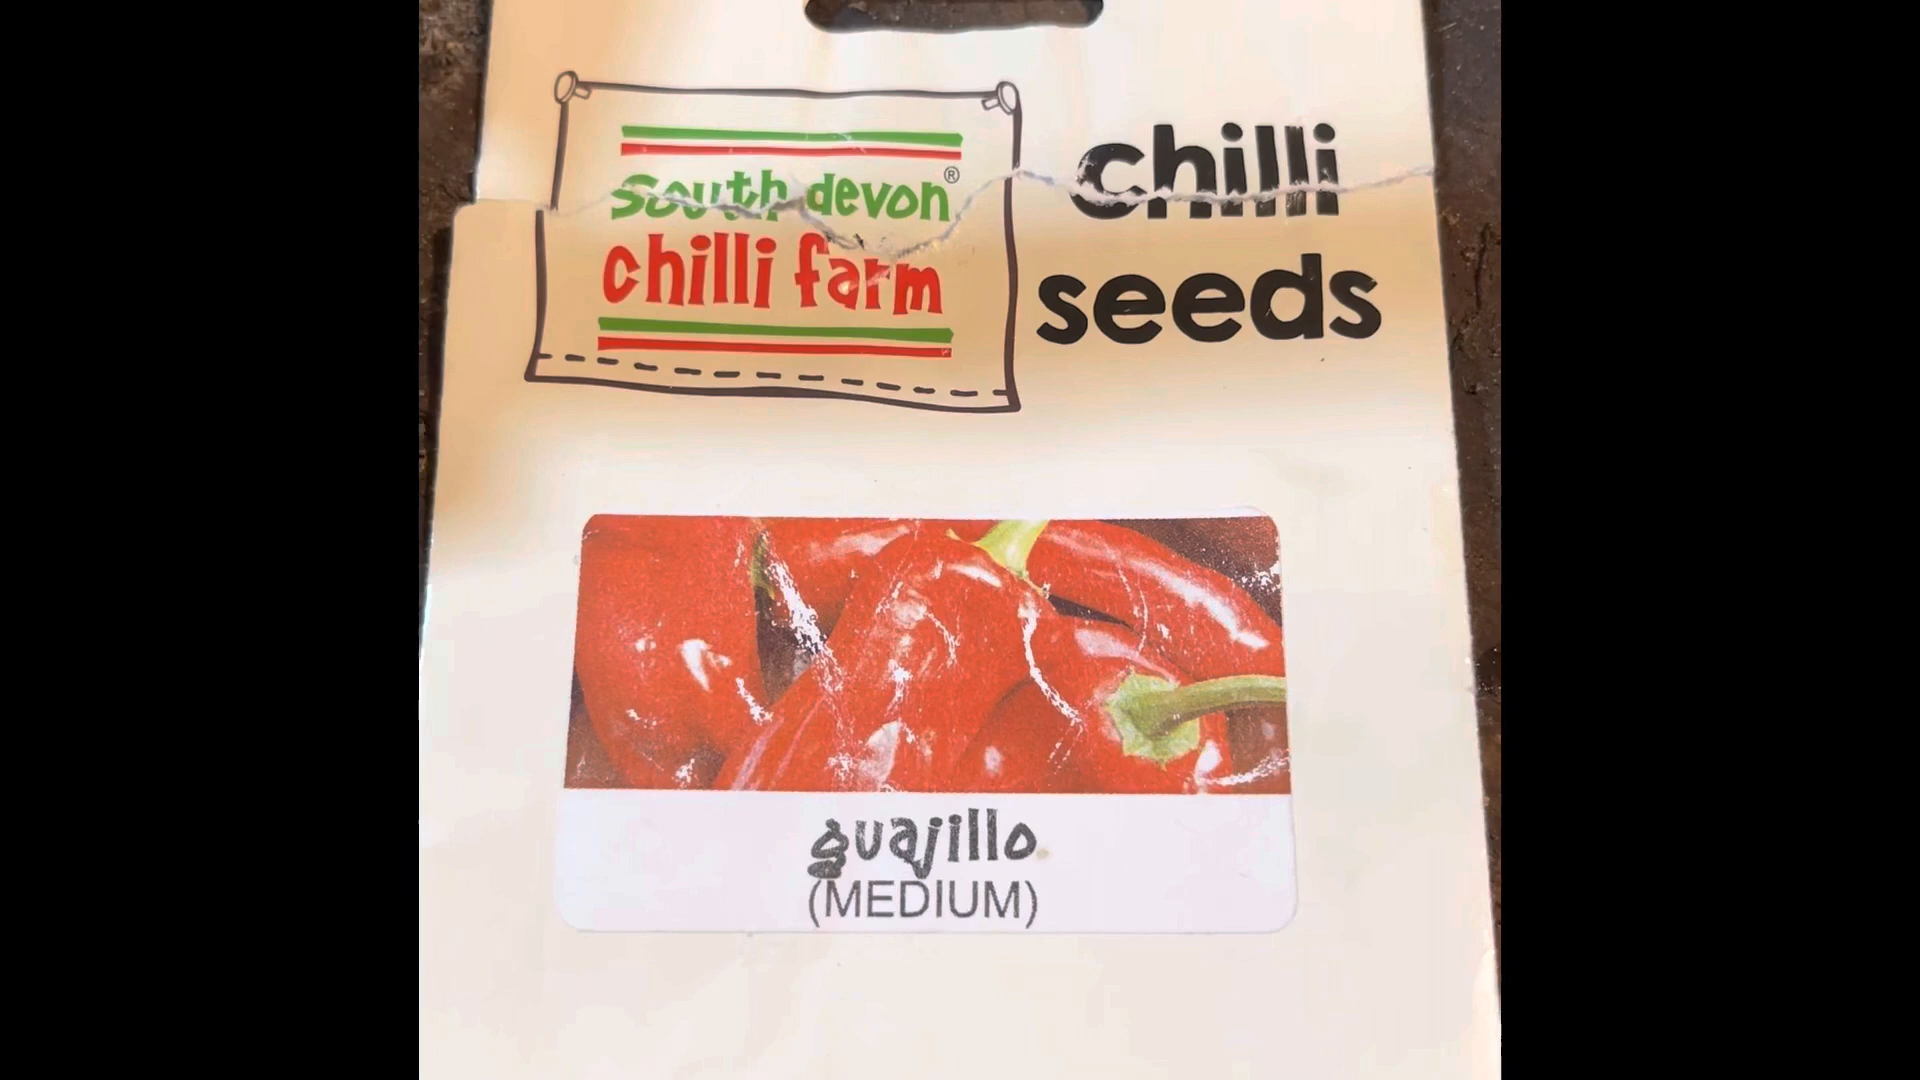 south devon®
chilli farm
chilli
seeds
guajillo
(MEDIUM)